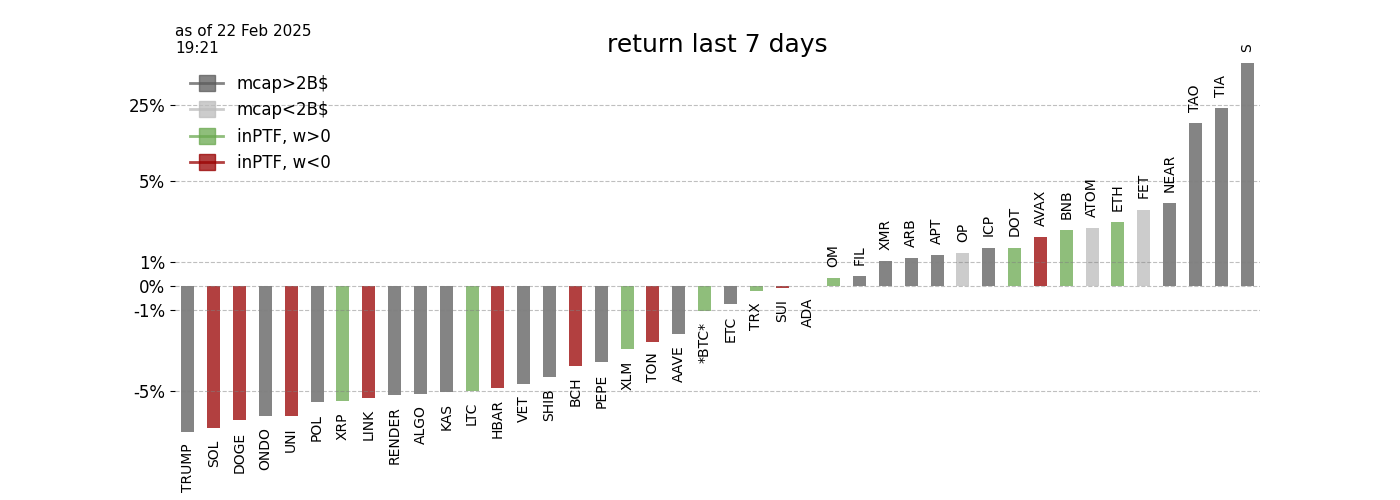 as of 22 Feb 2025
19:21
return last 7 days
mcap>2B$
mcap<2B$
inPTF, w>0
inPTF, w<0
25%
5%
1%
0%
-1%
-5%
TRUMP
SOL
DOGE
ONDO
UNI
POL
XRP
LINK
RENDER
ALGO
KAS
LTC
HBAR
VET
SHIB
BCH
PEPE
XLM
TON
AAVE
*BTC*
ETC
TRX
SUI
ADA
OM
FIL
XMR
ARB
APT
OP
ICP
DOT
AVAX
BNB
ATOM
ETH
FET
NEAR
TAO
TIA
S